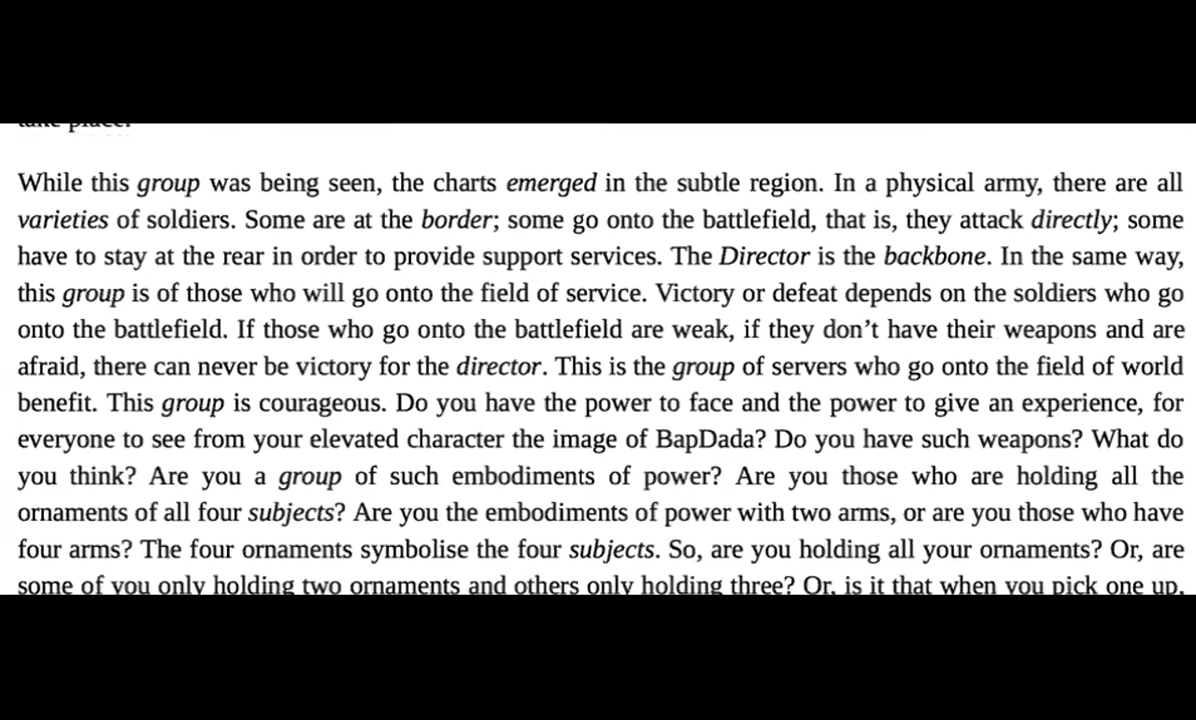 take place.
While this group was being seen, the charts emerged in the subtle region. In a physical army, there are all
varieties of soldiers. Some are at the border; some go onto the battlefield, that is, they attack directly; some
have to stay at the rear in order to provide support services. The Director is the backbone. In the same way,
this group is of those who will go onto the field of service. Victory or defeat depends on the soldiers who go
onto the battlefield. If those who go onto the battlefield are weak, if they don’t have their weapons and are
afraid, there can never be victory for the director. This is the group of servers who go onto the field of world
benefit. This group is courageous. Do you have the power to face and the power to give an experience, for
everyone to see from your elevated character the image of BapDada? Do you have such weapons? What do
you think? Are you a group of such embodiments of power? Are you those who are holding all the
ornaments of all four subjects? Are you the embodiments of power with two arms, or are you those who have
four arms? The four ornaments symbolise the four subjects. So, are you holding all your ornaments? Or, are
some of you only holding two ornaments and others only holding three? Or, is it that when you pick one up,